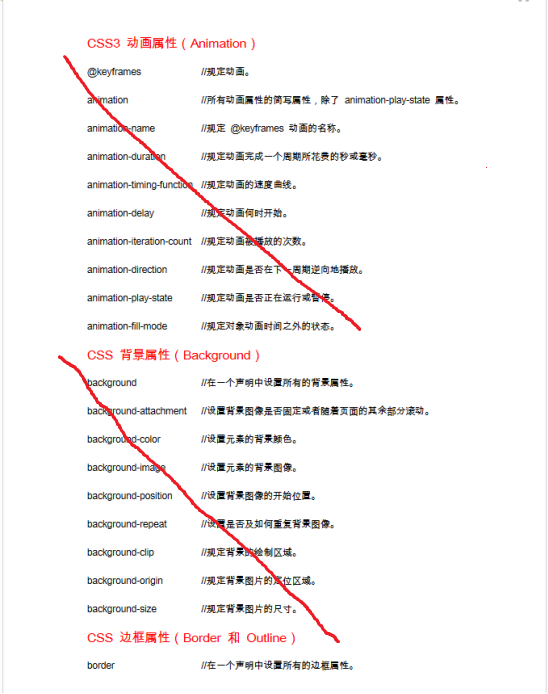 CSS3 动画属性（Animation）
@keyframes //规定动画。
animation //所有动画属性的简写属性，除了 animation-play-state 属性。
animation-name //规定 @keyframes 动画的名称。
animation-duration //规定动画完成一个周期所花费的秒或毫秒。
animation-timing-function //规定动画的速度曲线。
animation-delay //规定动画何时开始。
animation-iteration-count //规定动画被播放的次数。
animation-direction //规定动画是否在下一周期逆向地播放。
animation-play-state //规定动画是否正在运行或暂停。
animation-fill-mode //规定对象动画时间之外的状态。
CSS 背景属性（Background）
background //在一个声明中设置所有的背景属性。
background-attachment //设置背景图像是否固定或者随着页面的其余部分滚动。
background-color //设置元素的背景颜色。
background-image //设置元素的背景图像。
background-position //设置背景图像的开始位置。
background-repeat //设置是否及如何重复背景图像。
background-clip //规定背景的绘制区域。
background-origin //规定背景图片的定位区域。
background-size //规定背景图片的尺寸。
CSS 边框属性（Border 和 Outline）
border //在一个声明中设置所有的边框属性。